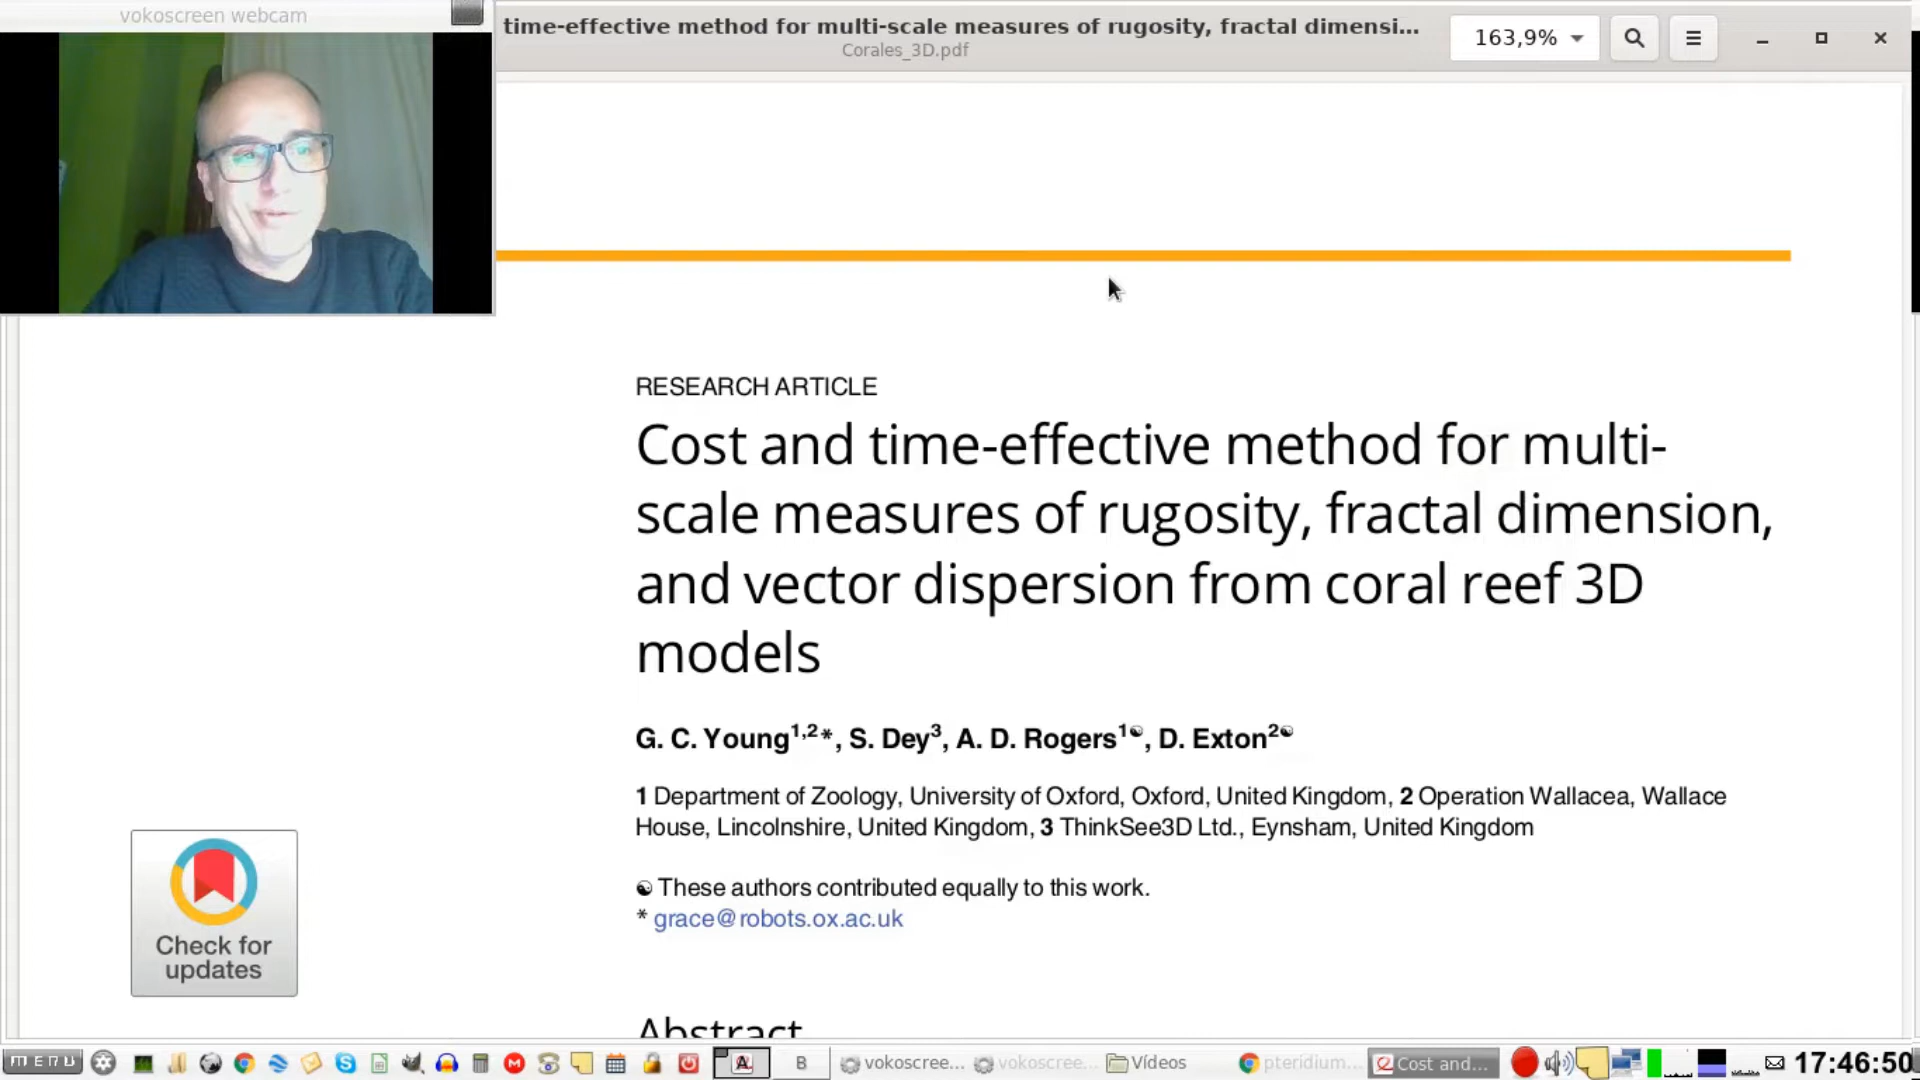 vokoscreen webcam
time-effective method for multi-scale measures of rugosity, fractal dimensi...
Corales_3D.pdf
163,9%
RESEARCH ARTICLE
Cost and time-effective method for multi-
scale measures of rugosity, fractal dimension,
and vector dispersion from coral reef 3D
models
G. C. Young1,2*, S. Dey3, A. D. Rogers1☯, D. Exton2☯
1 Department of Zoology, University of Oxford, Oxford, United Kingdom, 2 Operation Wallacea, Wallace
House, Lincolnshire, United Kingdom, 3 ThinkSee3D Ltd., Eynsham, United Kingdom
☯ These authors contributed equally to this work.
* grace@robots.ox.ac.uk
Check for
updates
Abstract
MENU A B vokoscree... vokoscree... Vídeos pteridium... Cost and... 17:46:50